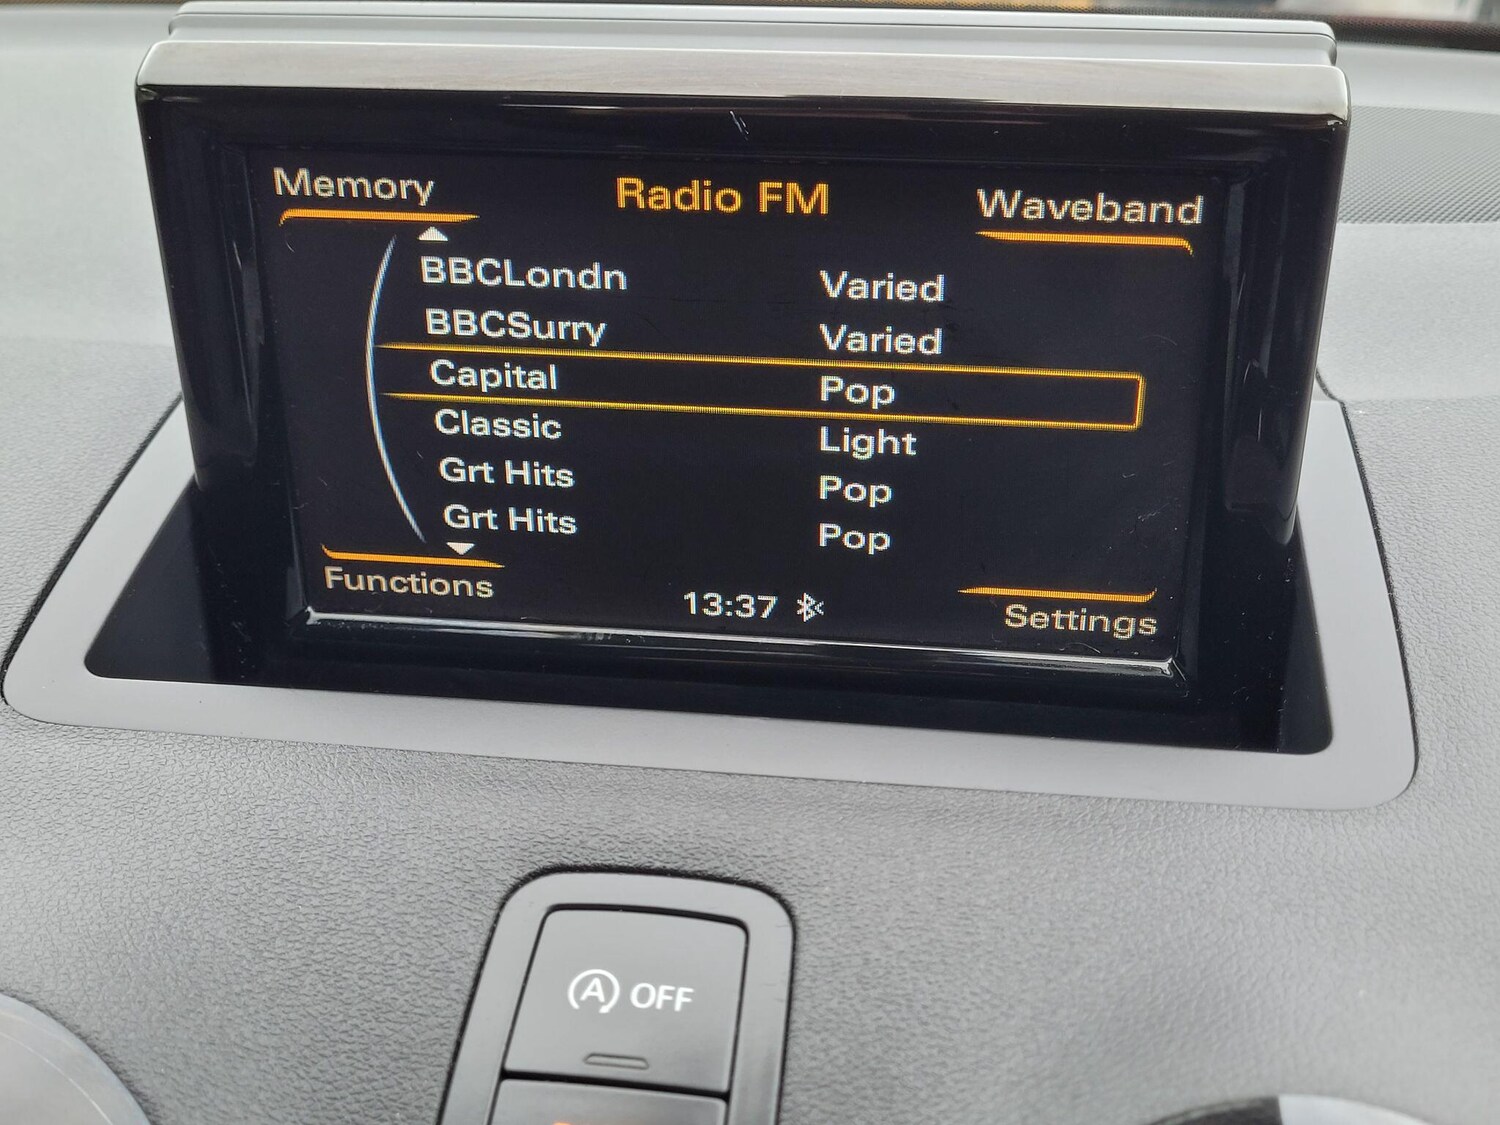 Memory Radio FM Waveband
BBCLondn Varied
BBCSurry Varied
Capital Pop
Classic Light
Grt Hits Pop
Grt Hits Pop
Functions 13:37 Settings
A OFF